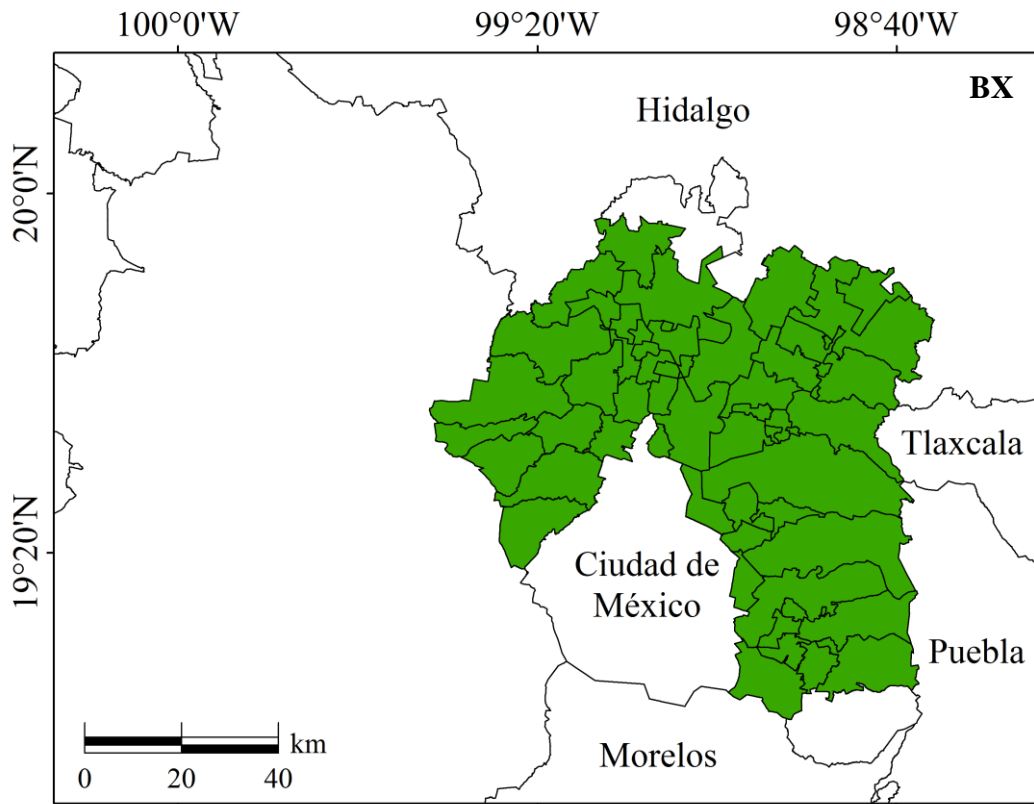 100°0'W 99°20'W 98°40'W
BX
Hidalgo
20°0'N
Tlaxcala
19°20'N
Ciudad de
México
Puebla
km
0 20 40
Morelos